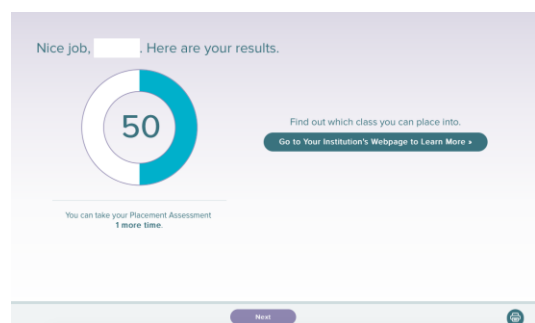 Nice job, . Here are your results.
50
Find out which class you can place into.
Go to Your Institution's Webpage to Learn More »
You can take your Placement Assessment
1 more time.
Next